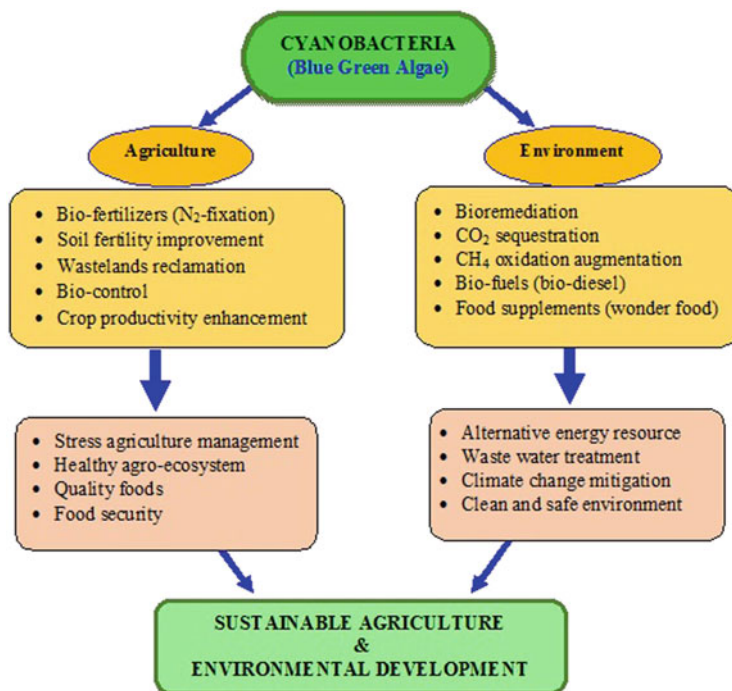 CYANOBACTERIA
(Blue Green Algae)
Agriculture
Environment
• Bio-fertilizers (N₂-fixation)
• Soil fertility improvement
• Wastelands reclamation
• Bio-control
• Crop productivity enhancement
• Bioremediation
• CO₂ sequestration
• CH₄ oxidation augmentation
• Bio-fuels (bio-diesel)
• Food supplements (wonder food)
• Stress agriculture management
• Healthy agro-ecosystem
• Quality foods
• Food security
• Alternative energy resource
• Waste water treatment
• Climate change mitigation
• Clean and safe environment
SUSTAINABLE AGRICULTURE
&
ENVIRONMENTAL DEVELOPMENT